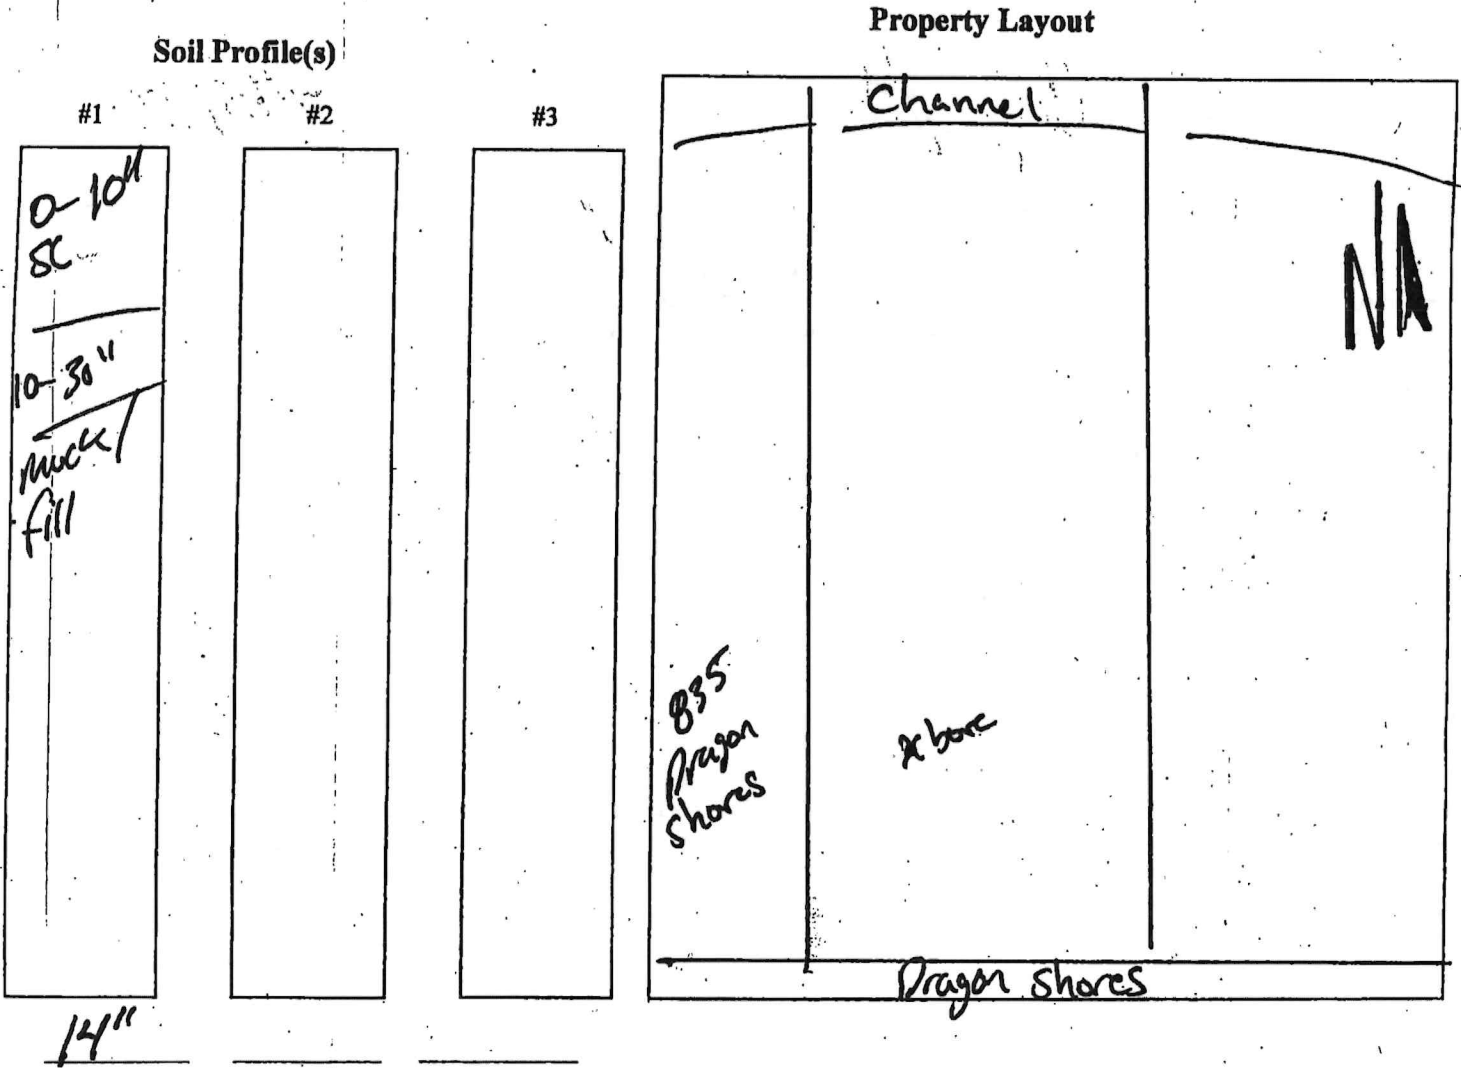 Soil Profile(s)
#1
#2
#3
0-10"
SC
10-30"
muck/
fill
14"
Property Layout
Channel
N
835
Dragon
shores
x bore
Dragon shores